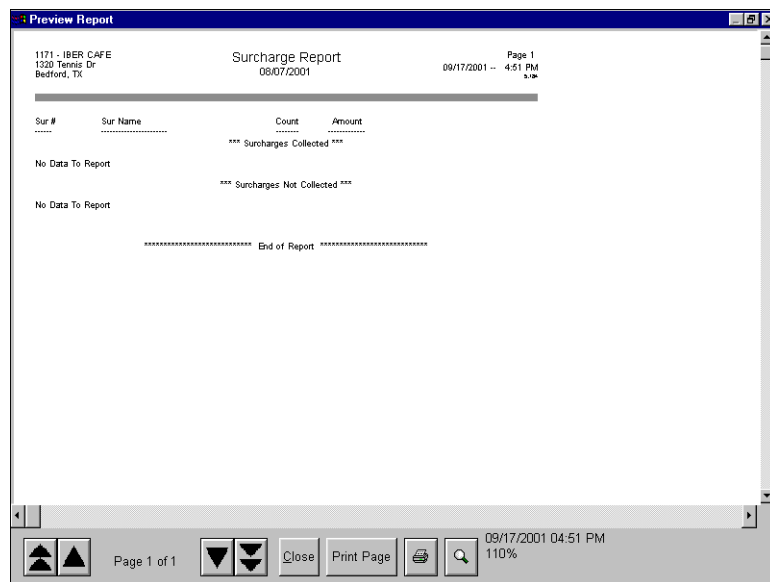 Preview Report
1171 - IBER CAFE
1320 Tennis Dr
Bedford, TX
Surcharge Report
08/07/2001
Page 1
09/17/2001 -- 4:51 PM
Sur # Sur Name Count Amount
------ ---------------------- -------- ------------
*** Surcharges Collected ***
No Data To Report
*** Surcharges Not Collected ***
No Data To Report
**************************** End of Report ****************************
Page 1 of 1
Close
Print Page
09/17/2001 04:51 PM
110%